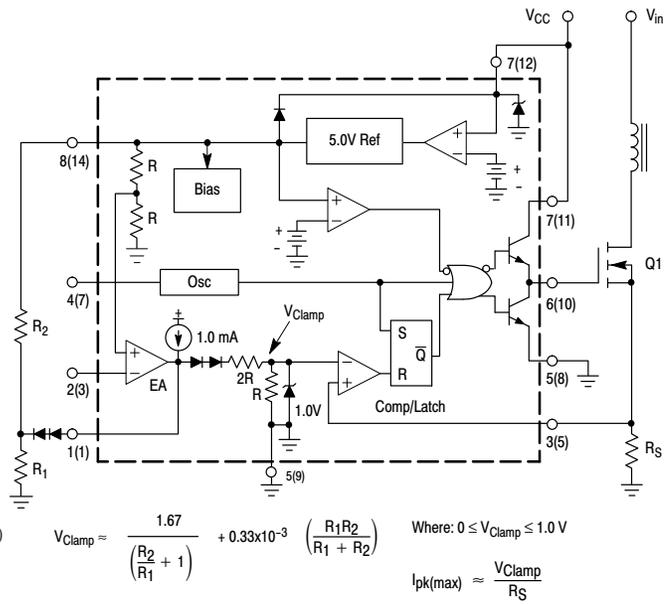 VCC
Vin
7(12)
8(14)
R
Bias
5.0V Ref
+
−
+
-
R
+
−
+
-
7(11)
Q1
4(7)
Osc
6(10)
R2
+
1.0 mA
VClamp
S
Q̅
R
+
−
EA
2R
R
1.0V
−
+
Comp/Latch
2(3)
5(8)
1(1)
3(5)
R1
5(9)
RS
)
VClamp ≈ 1.67 / (R2/R1 + 1) + 0.33x10⁻³ (R1R2 / (R1 + R2))
Where: 0 ≤ VClamp ≤ 1.0 V
Ipk(max) ≈ VClamp / RS